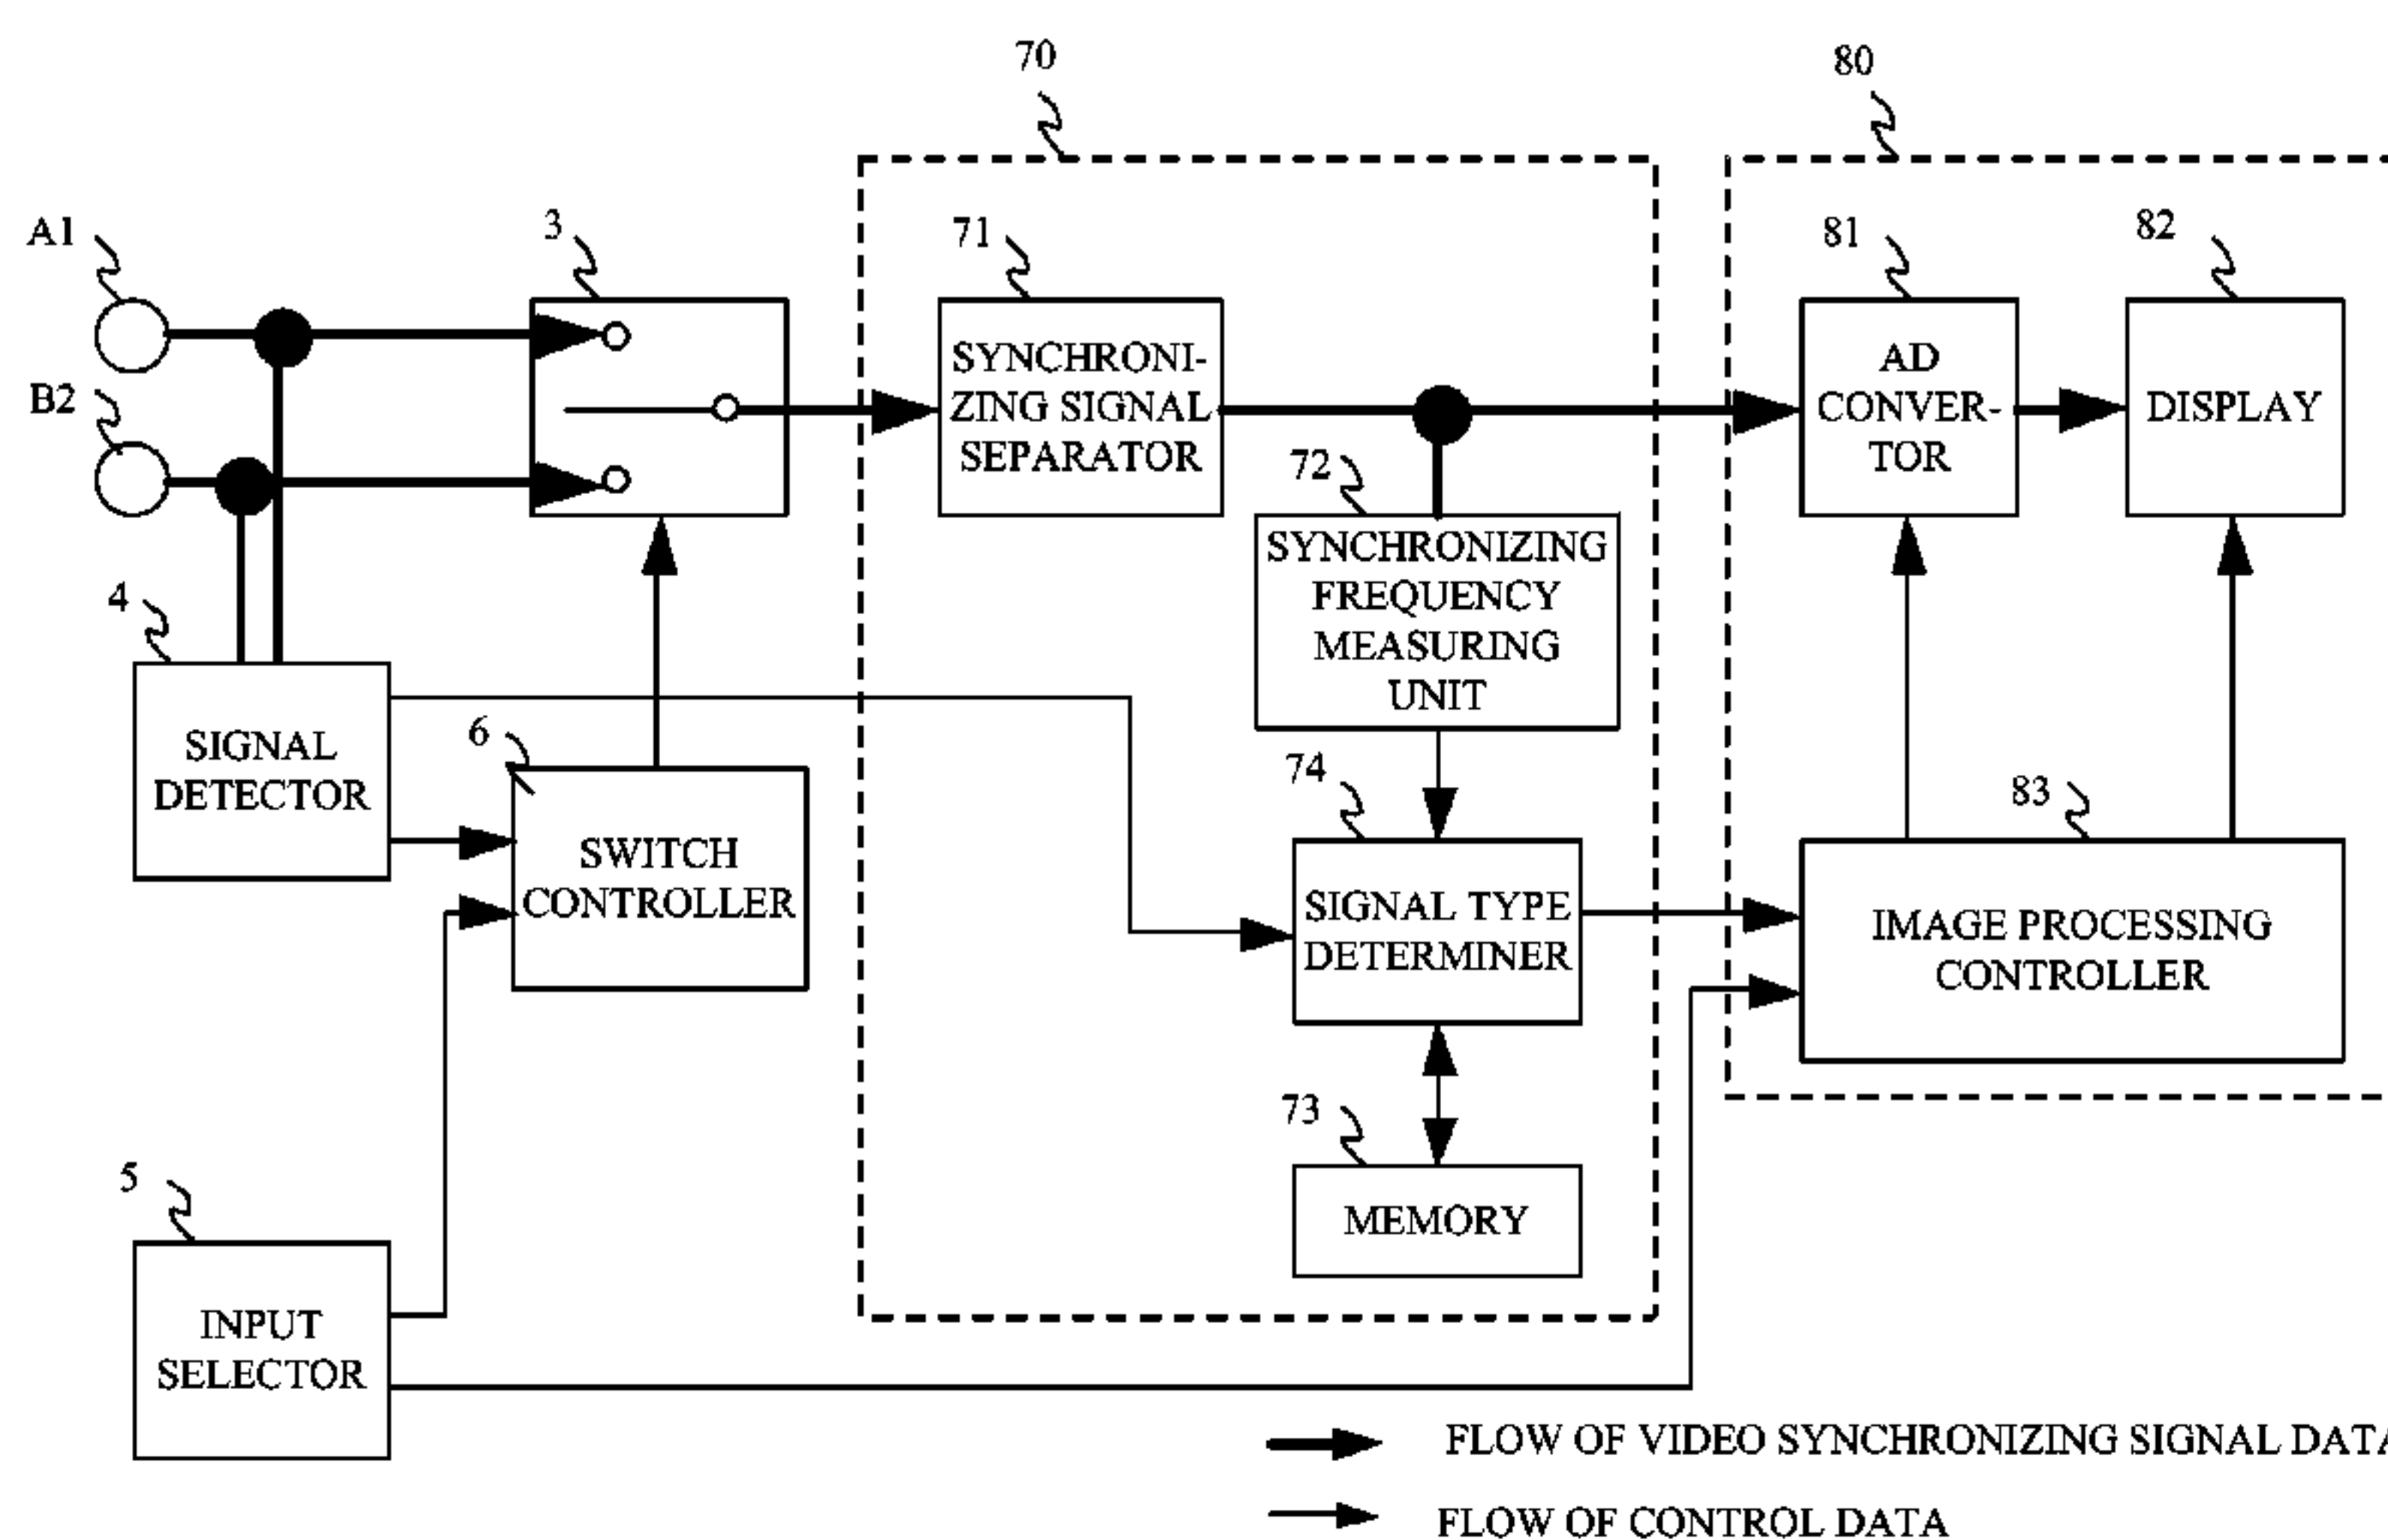 70
80
A1
3
71
81
82
B2
SYNCHRONI-
ZING SIGNAL
SEPARATOR
AD
CONVER-
TOR
DISPLAY
72
SYNCHRONIZING
FREQUENCY
MEASURING
UNIT
4
SIGNAL
DETECTOR
6
SWITCH
CONTROLLER
74
SIGNAL TYPE
DETERMINER
83
IMAGE PROCESSING
CONTROLLER
73
MEMORY
5
INPUT
SELECTOR
FLOW OF VIDEO SYNCHRONIZING SIGNAL DATA
FLOW OF CONTROL DATA